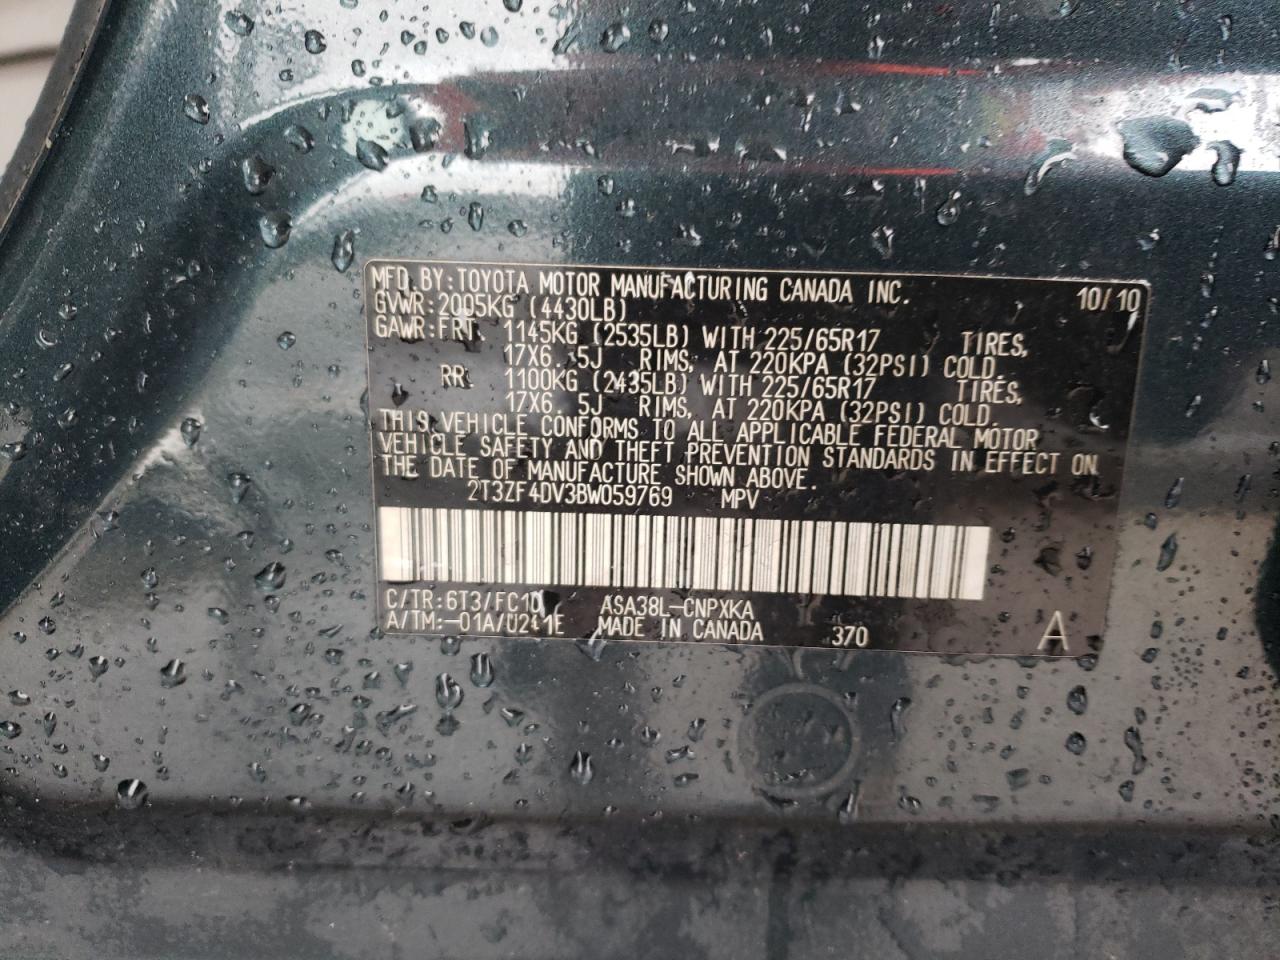 MFD. BY: TOYOTA MOTOR MANUFACTURING CANADA INC. 10/10
GVWR: 2005KG (4430LB)
GAWR: FRT. 1145KG (2535LB) WITH 225/65R17 TIRES,
17X6. 5J RIMS, AT 220KPA (32PSI) COLD.
RR. 1100KG (2435LB) WITH 225/65R17 TIRES,
17X6. 5J RIMS, AT 220KPA (32PSI) COLD.
THIS VEHICLE CONFORMS TO ALL APPLICABLE FEDERAL MOTOR
VEHICLE SAFETY AND THEFT PREVENTION STANDARDS IN EFFECT ON
THE DATE OF MANUFACTURE SHOWN ABOVE.
2T3ZF4DV3BW059769 MPV
C/TR: 6T3/FC10 ASA38L-CNPXKA
A/TM: MADE IN CANADA 370 A